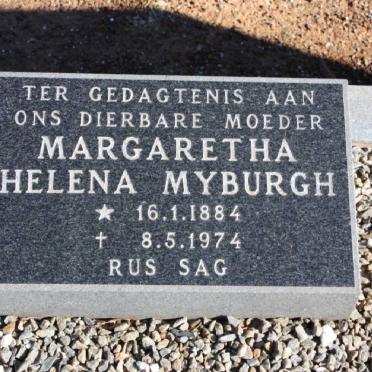 TER GEDAGTENIS AAN
ONS DIERBARE MOEDER
MARGARETHA
HELENA MYBURGH
★ 16.1.1884
† 8.5.1974
RUS SAG